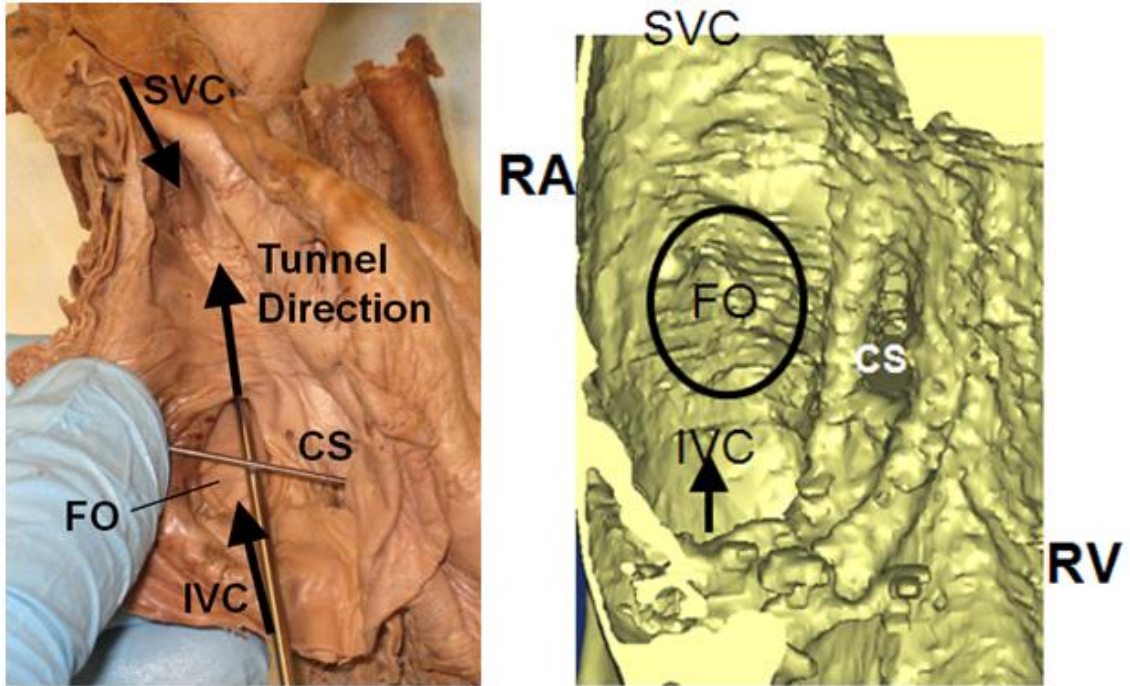 SVC
Tunnel
Direction
CS
FO
IVC
SVC
RA
FO
CS
IVC
RV